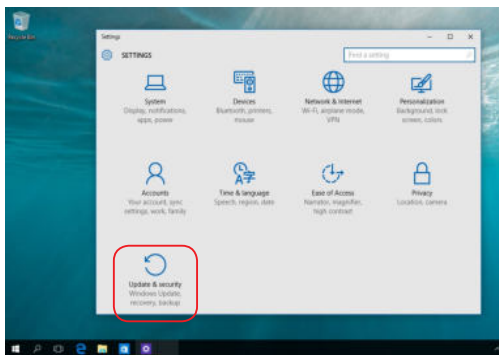 Recycle Bin
Settings
SETTINGS
Find a setting
System
Display, notifications,
apps, power
Devices
Bluetooth, printers,
mouse
Network & Internet
Wi-Fi, airplane mode,
VPN
Personalization
Background, lock
screen, colors
Accounts
Your account, sync
settings, work, family
Time & language
Speech, region, date
Ease of Access
Narrator, magnifier,
high contrast
Privacy
Location, camera
Update & security
Windows Update,
recovery, backup